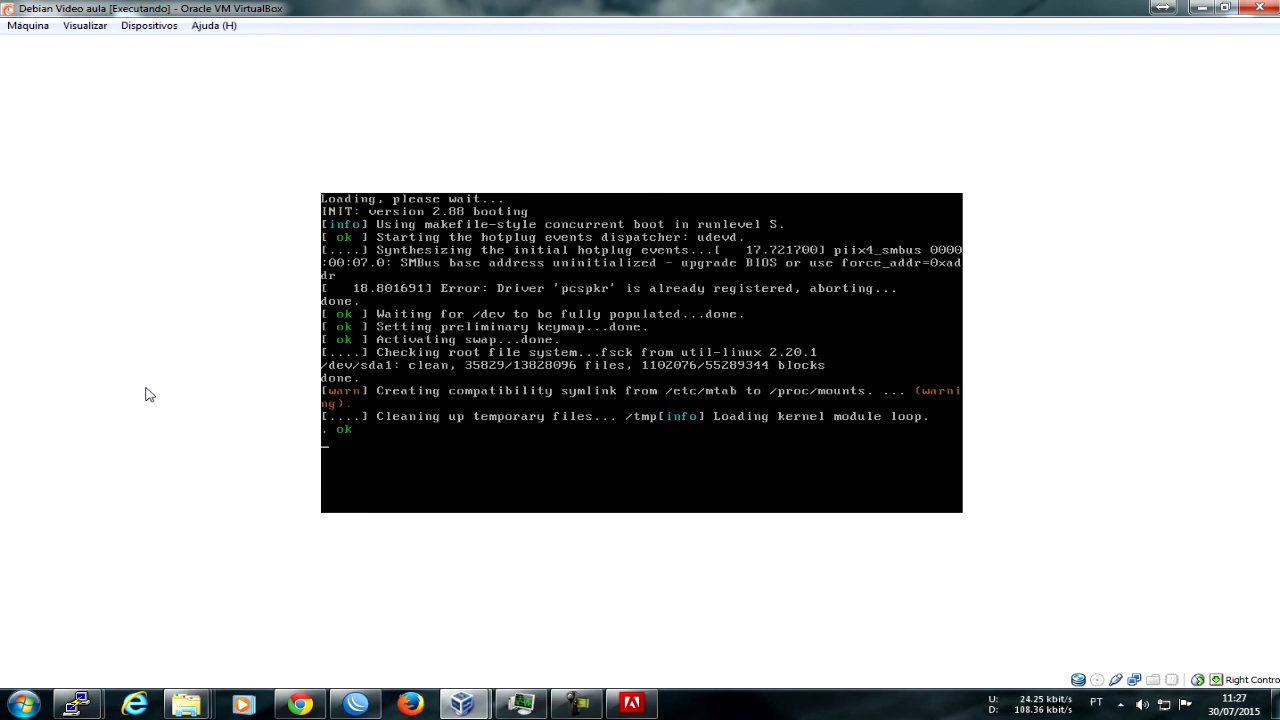 Debian Video aula [Executando] - Oracle VM VirtualBox
Máquina Visualizar Dispositivos Ajuda (H)
Loading, please wait...
INIT: version 2.88 booting
[info] Using makefile-style concurrent boot in runlevel S.
[ ok ] Starting the hotplug events dispatcher: udevd.
[....] Synthesizing the initial hotplug events...[   17.721700] piix4_smbus 0000
:00:07.0: SMBus base address uninitialized - upgrade BIOS or use force_addr=0xad
dr
[   18.801691] Error: Driver 'pcspkr' is already registered, aborting...
done.
[ ok ] Waiting for /dev to be fully populated...done.
[ ok ] Setting preliminary keymap...done.
[ ok ] Activating swap...done.
[....] Checking root file system...fsck from util-linux 2.20.1
/dev/sda1: clean, 35829/13828096 files, 1102076/55289344 blocks
done.
[warn] Creating compatibility symlink from /etc/mtab to /proc/mounts. ... (warni
ng).
[....] Cleaning up temporary files... /tmp[info] Loading kernel module loop.
. ok
_
Right Contro
U: 24.25 kbit/s
D: 108.36 kbit/s
PT
11:27
30/07/2015